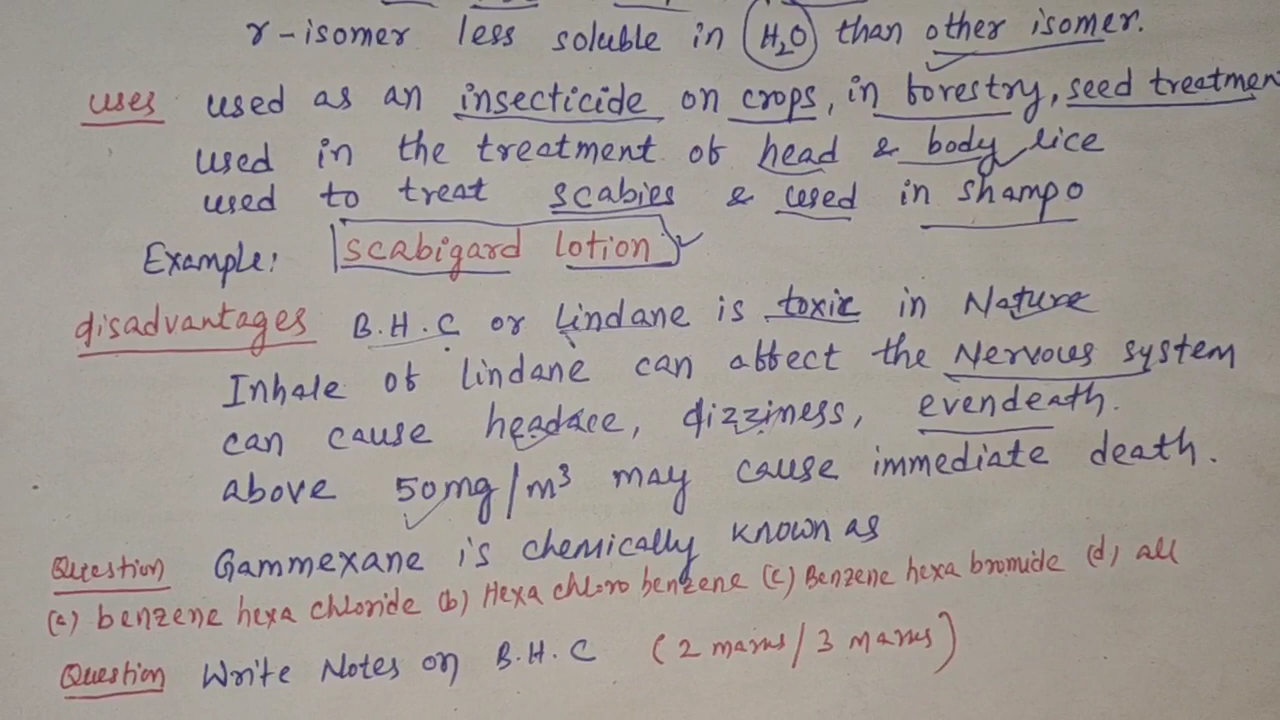 γ-isomer less soluble in H₂O than other isomer.
uses used as an insecticide on crops, in forestry, seed treatmen
used in the treatment of head & body lice
used to treat scabies & used in shampo
Example: scabigard lotion
disadvantages B.H.C or Lindane is toxic in Nature
Inhale of lindane can affect the Nervous system
can cause headace, dizziness, evendeath.
above 50mg/m³ may cause immediate death.
Question Gammexane is chemically known as
(a) benzene hexa chloride (b) Hexa chloro benzene (c) Benzene hexa bromide (d) all
Question Write Notes on B.H.C (2 marks/3 marks)